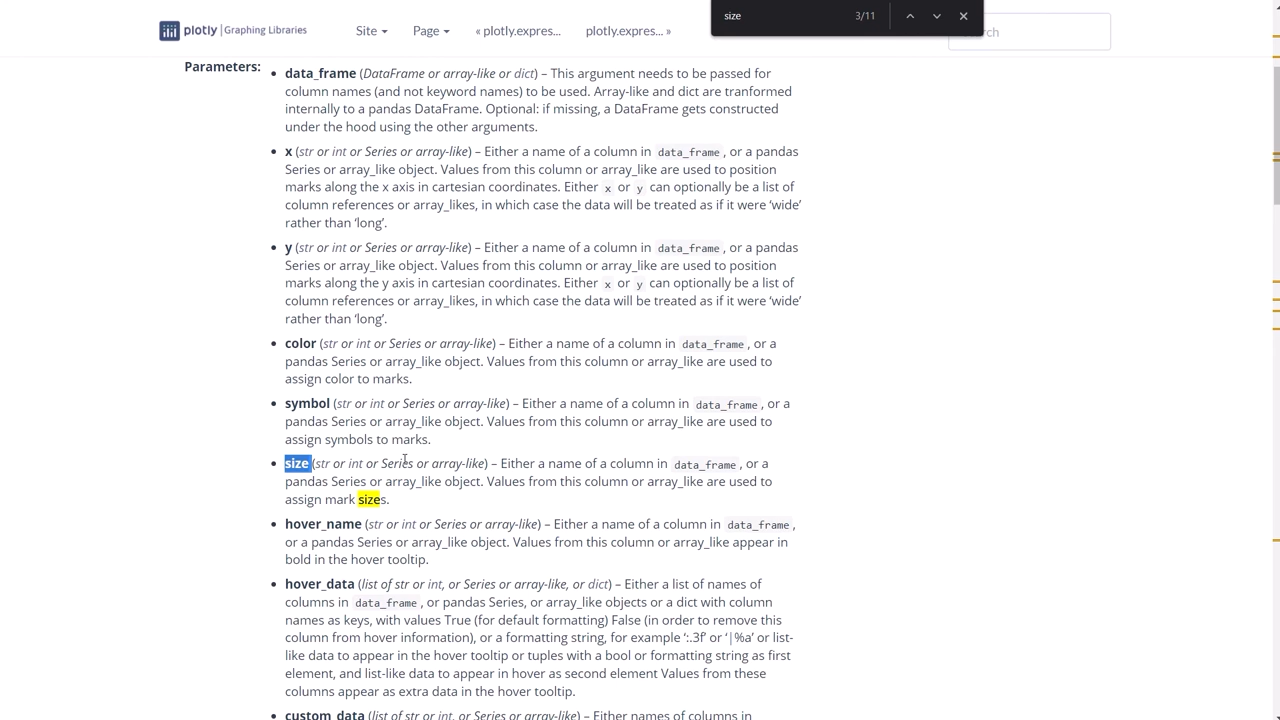 size 3/11
plotly | Graphing Libraries Site Page « plotly.expres... plotly.expres... » rch
Parameters:
data_frame (DataFrame or array-like or dict) – This argument needs to be passed for
column names (and not keyword names) to be used. Array-like and dict are tranformed
internally to a pandas DataFrame. Optional: if missing, a DataFrame gets constructed
under the hood using the other arguments.
x (str or int or Series or array-like) – Either a name of a column in data_frame, or a pandas
Series or array_like object. Values from this column or array_like are used to position
marks along the x axis in cartesian coordinates. Either x or y can optionally be a list of
column references or array_likes, in which case the data will be treated as if it were ‘wide’
rather than ‘long’.
y (str or int or Series or array-like) – Either a name of a column in data_frame, or a pandas
Series or array_like object. Values from this column or array_like are used to position
marks along the y axis in cartesian coordinates. Either x or y can optionally be a list of
column references or array_likes, in which case the data will be treated as if it were ‘wide’
rather than ‘long’.
color (str or int or Series or array-like) – Either a name of a column in data_frame, or a
pandas Series or array_like object. Values from this column or array_like are used to
assign color to marks.
symbol (str or int or Series or array-like) – Either a name of a column in data_frame, or a
pandas Series or array_like object. Values from this column or array_like are used to
assign symbols to marks.
size (str or int or Series or array-like) – Either a name of a column in data_frame, or a
pandas Series or array_like object. Values from this column or array_like are used to
assign mark sizes.
hover_name (str or int or Series or array-like) – Either a name of a column in data_frame,
or a pandas Series or array_like object. Values from this column or array_like appear in
bold in the hover tooltip.
hover_data (list of str or int, or Series or array-like, or dict) – Either a list of names of
columns in data_frame, or pandas Series, or array_like objects or a dict with column
names as keys, with values True (for default formatting) False (in order to remove this
column from hover information), or a formatting string, for example ‘:.3f’ or ‘|%a’ or list-
like data to appear in the hover tooltip or tuples with a bool or formatting string as first
element, and list-like data to appear in hover as second element Values from these
columns appear as extra data in the hover tooltip.
custom_data (list of str or int, or Series or array-like) – Either names of columns in